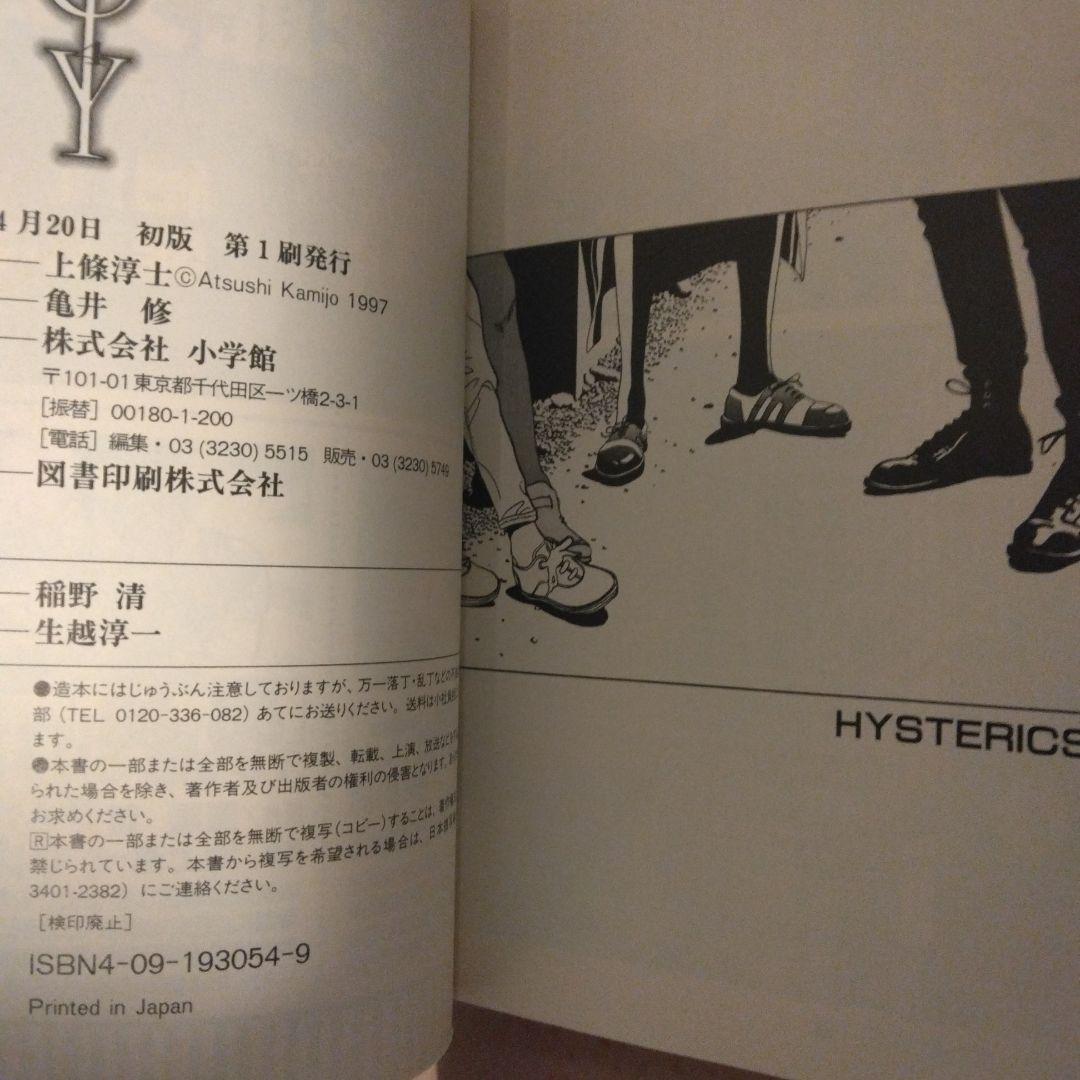 Y
4月20日　初版　第1刷発行
上條淳士©Atsushi Kamijo 1997
亀井　修
株式会社 小学館
〒101-01 東京都千代田区一ツ橋2-3-1
［振替］00180-1-200
［電話］編集・03 (3230) 5515　販売・03 (3230) 5749
図書印刷株式会社
稲野 清
生越淳一
造本にはじゅうぶん注意しておりますが、万一落丁・乱丁などの
部（TEL 0120-336-082）あてにお送りください。送料は小社
ます。
本書の一部または全部を無断で複製、転載、上演、放送など
られた場合を除き、著作者及び出版者の権利の侵害となります。
お求めください。
Ⓡ本書の一部または全部を無断で複写（コピー）することは、著作権
禁じられています。本書から複写を希望される場合は、日本
3401-2382）にご連絡ください。
［検印廃止］
ISBN4-09-193054-9
Printed in Japan
HYSTERICS